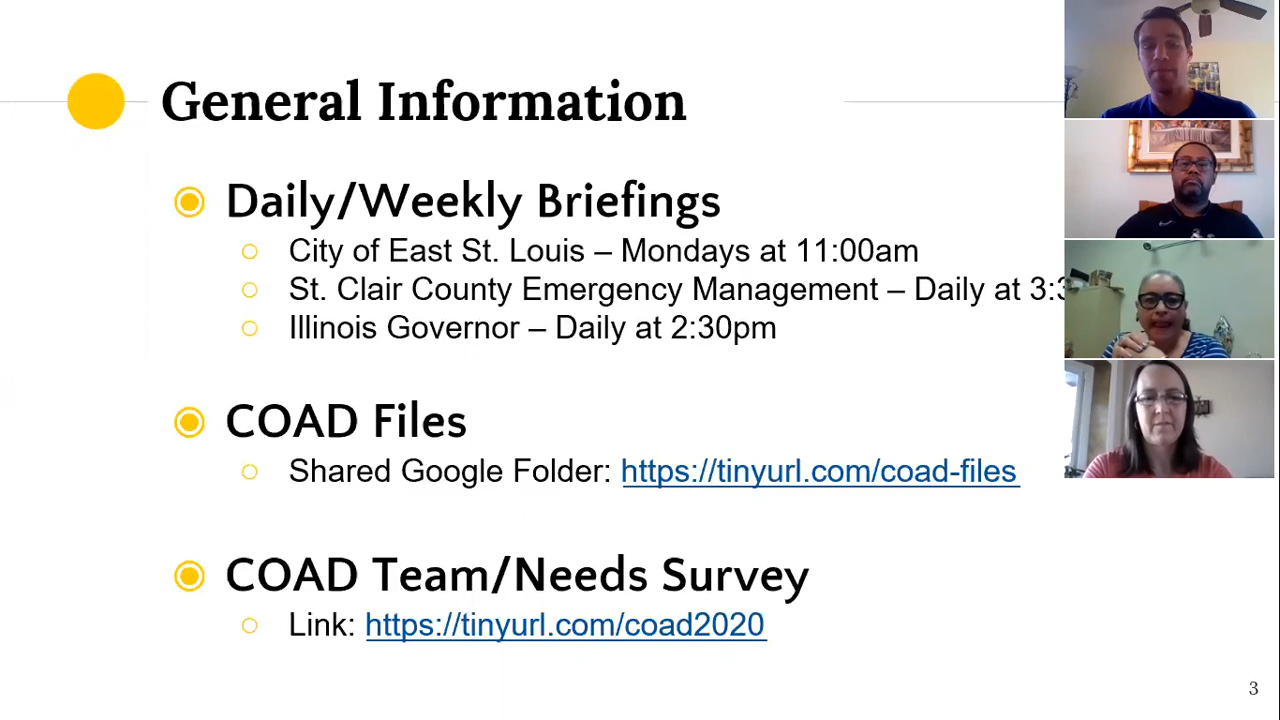 General Information
Daily/Weekly Briefings
City of East St. Louis – Mondays at 11:00am
St. Clair County Emergency Management – Daily at
Illinois Governor – Daily at 2:30pm
COAD Files
Shared Google Folder: https://tinyurl.com/coad-files
COAD Team/Needs Survey
Link: https://tinyurl.com/coad2020
3